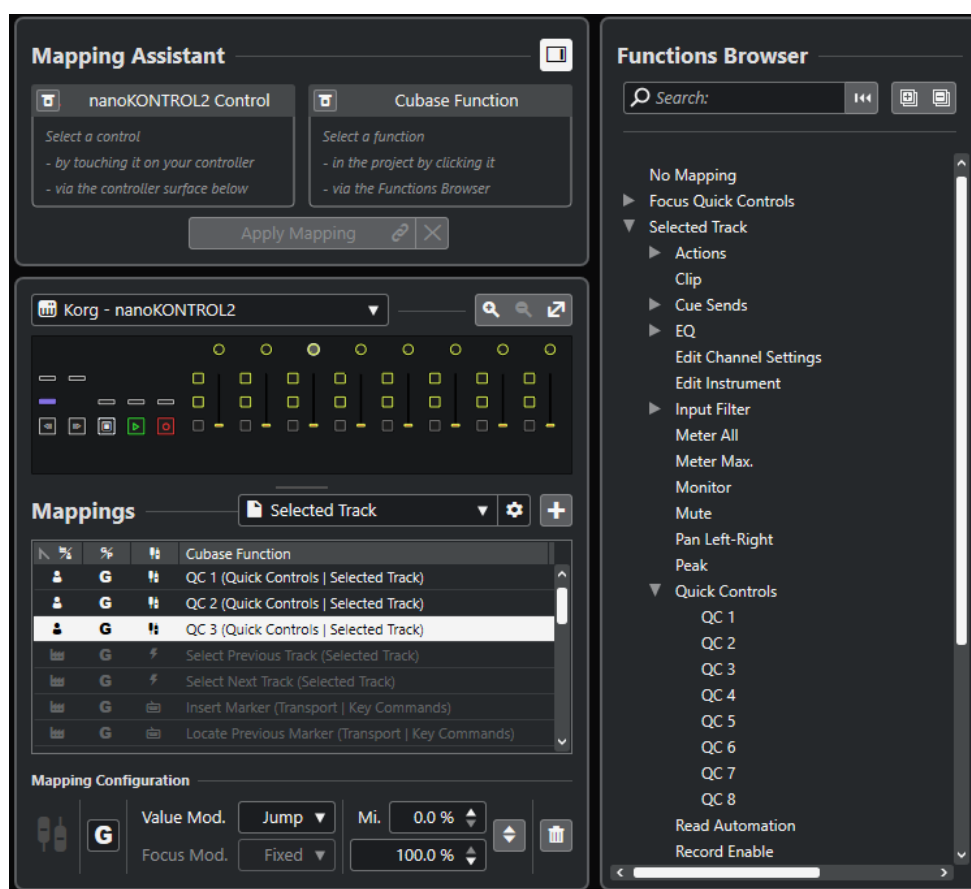 Mapping Assistant
nanoKONTROL2 Control
Select a control
- by touching it on your controller
- via the controller surface below
Cubase Function
Select a function
- in the project by clicking it
- via the Functions Browser
Apply Mapping
Korg - nanoKONTROL2
Mappings
Selected Track
Cubase Function
G QC 1 (Quick Controls | Selected Track)
G QC 2 (Quick Controls | Selected Track)
G QC 3 (Quick Controls | Selected Track)
G Select Previous Track (Selected Track)
G Select Next Track (Selected Track)
G Insert Marker (Transport | Key Commands)
G Locate Previous Marker (Transport | Key Commands)
Mapping Configuration
G
Value Mod. Jump
Mi. 0.0 %
Focus Mod. Fixed
100.0 %
Functions Browser
Search:
No Mapping
Focus Quick Controls
Selected Track
Actions
Clip
Cue Sends
EQ
Edit Channel Settings
Edit Instrument
Input Filter
Meter All
Meter Max.
Monitor
Mute
Pan Left-Right
Peak
Quick Controls
QC 1
QC 2
QC 3
QC 4
QC 5
QC 6
QC 7
QC 8
Read Automation
Record Enable